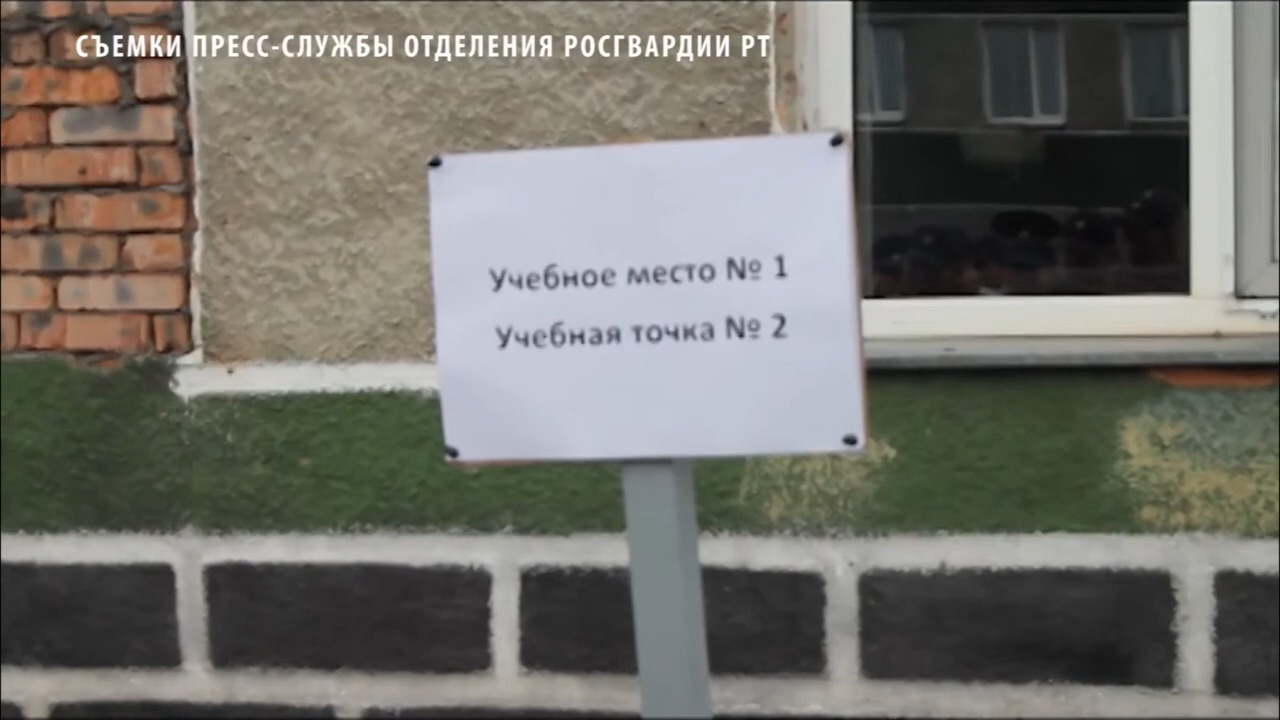 СЪЕМКИ ПРЕСС-СЛУЖБЫ ОТДЕЛЕНИЯ РОСГВАРДИИ РТ
Учебное место № 1
Учебная точка № 2